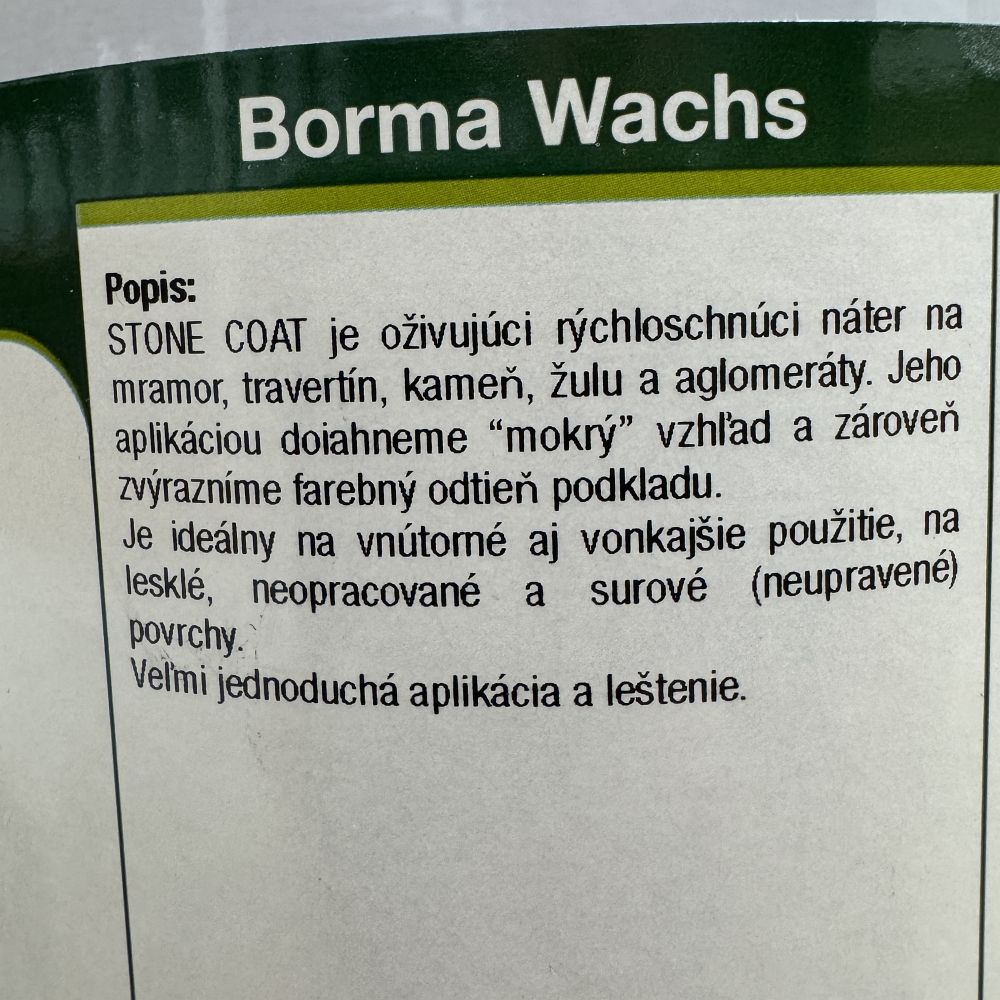 Borma Wachs
Popis:
STONE COAT je oživujúci rýchloschnúci náter na
mramor, travertín, kameň, žulu a aglomeráty. Jeho
aplikáciou doiahneme “mokrý” vzhľad a zároveň
zvýrazníme farebný odtieň podkladu.
Je ideálny na vnútorné aj vonkajšie použitie, na
lesklé, neopracované a surové (neupravené)
povrchy.
Veľmi jednoduchá aplikácia a leštenie.